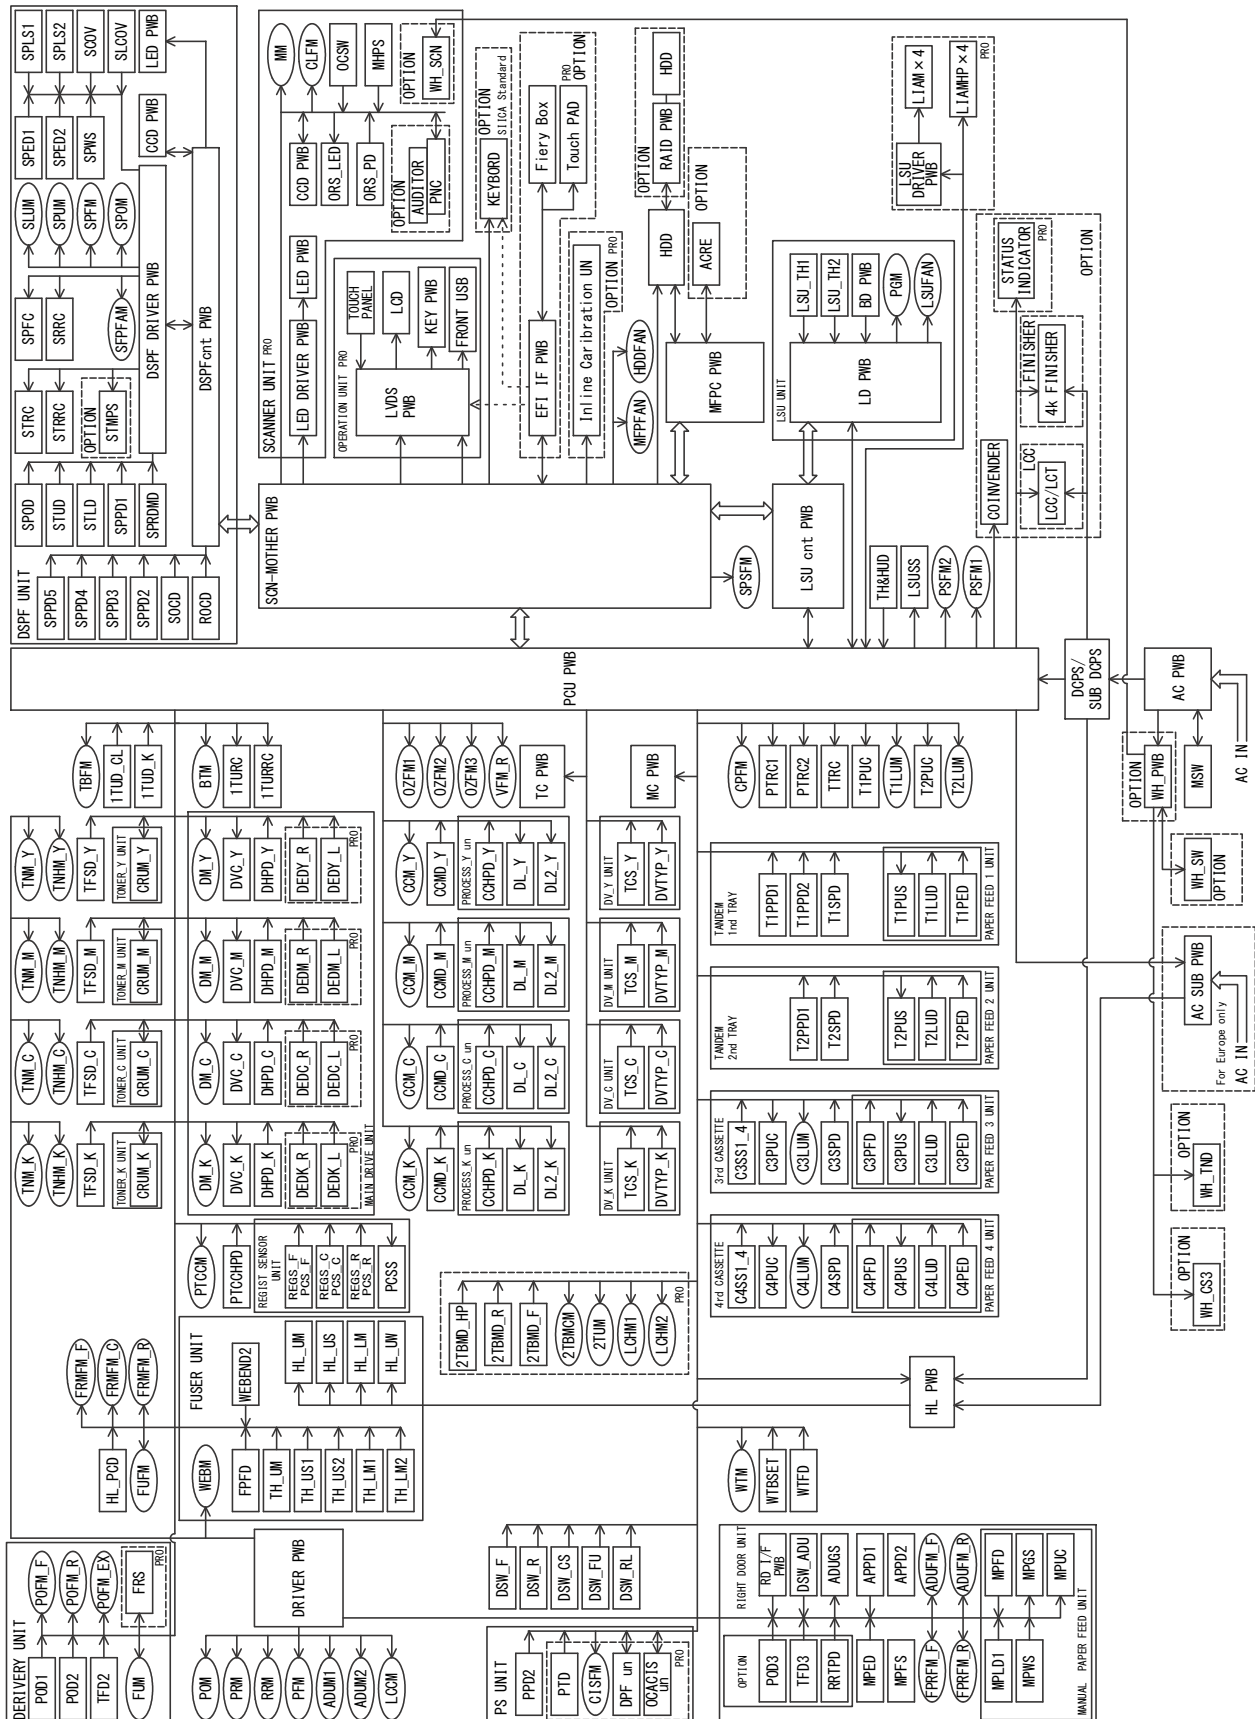 DSPF UNIT
SPPD5
SPPD4
SPPD3
SPPD2
SOCD
ROCD
SPOD
STUD
STLD
SPPD1
SPRDMD
STRC
STRRC
OPTION
STMPS
SPFC
SRRC
SFPFAM
SLUM
SPUM
SPFM
SPOM
SPED1
SPED2
SPWS
SPLS1
SPLS2
SCOV
SLCOV
LED PWB
CCD PWB
DSPF DRIVER PWB
DSPFcnt PWB
SCANNER UNIT PRO
MM
CLFM
OCSW
MHPS
CCD PWB
ORS_LED
ORS_PD
OPTION
WH_SCN
OPTION
AUDITOR
PNC
LED DRIVER PWB
LED PWB
OPERATION UNIT PRO
TOUCH
PANEL
LCD
KEY PWB
FRONT USB
LVDS
PWB
SCN-MOTHER PWB
OPTION
SIICA Standard
KEYBORD
PRO
OPTION
Fiery Box
Touch PAD
EFI IF PWB
OPTION PRO
Inline Caribration UN
MFPFAN
HDDFAN
OPTION
HDD
RAID PWB
HDD
OPTION
ACRE
MFPC PWB
SPSFM
LSU UNIT
LSU_TH1
LSU_TH2
BD PWB
PGM
LSUFAN
LD PWB
LSU cnt PWB
LIAM×4
LSU
DRIVER
PWB
LIAMHP×4
PRO
OPTION
STATUS
INDICATOR
PRO
FINISHER
4k FINISHER
LCC
LCC/LCT
COINVENDER
TH&HUD
LSUSS
PSFM2
PSFM1
PCU PWB
DCPS/
SUB DCPS
AC PWB
AC IN
MSW
OPTION
WH_PWB
WH_SW
OPTION
AC SUB PWB
For Europe only
AC IN
OPTION
WH_TND
OPTION
WH_CS3
TBFM
1TUD_CL
1TUD_K
BTM
1TURC
1TURRC
OZFM1
OZFM2
OZFM3
VFM_R
TC PWB
MC PWB
CPFM
PTRC1
PTRC2
TRC
T1PUC
T1LUM
T2PUC
T2LUM
TNM_Y
TNHM_Y
TFSD_Y
TONER_Y UNIT
CRUM_Y
DM_Y
DVC_Y
DHPD_Y
DEDY_R
DEDY_L
PRO
CCM_Y
CCMD_Y
PROCESS_Y un
CCHPD_Y
DL_Y
DL2_Y
DV_Y UNIT
TCS_Y
DVTYP_Y
TANDEM
1nd TRAY
T1PPD1
T1PPD2
T1SPD
T1PUS
T1LUD
T1PED
PAPER FEED 1 UNIT
TNM_M
TNHM_M
TFSD_M
TONER_M UNIT
CRUM_M
DM_M
DVC_M
DHPD_M
DEDM_R
DEDM_L
PRO
CCM_M
CCMD_M
PROCESS_M un
CCHPD_M
DL_M
DL2_M
DV_M UNIT
TCS_M
DVTYP_M
TANDEM
2nd TRAY
T2PPD1
T2SPD
T2PUS
T2LUD
T2PED
PAPER FEED 2 UNIT
TNM_C
TNHM_C
TFSD_C
TONER_C UNIT
CRUM_C
DM_C
DVC_C
DHPD_C
DEDC_R
DEDC_L
PRO
CCM_C
CCMD_C
PROCESS_C un
CCHPD_C
DL_C
DL2_C
DV_C UNIT
TCS_C
DVTYP_C
3rd CASSETTE
C3SS1_4
C3PUC
C3LUM
C3SPD
C3PFD
C3PUS
C3LUD
C3PED
PAPER FEED 3 UNIT
TNM_K
TNHM_K
TFSD_K
TONER_K UNIT
CRUM_K
DM_K
DVC_K
DHPD_K
DEDK_R
DEDK_L
PRO
MAIN DRIVE UNIT
CCM_K
CCMD_K
PROCESS_K un
CCHPD_K
DL_K
DL2_K
DV_K UNIT
TCS_K
DVTYP_K
4rd CASSETTE
C4SS1_4
C4PUC
C4LUM
C4SPD
C4PFD
C4PUS
C4LUD
C4PED
PAPER FEED 4 UNIT
PTCCM
PTCCHPD
REGIST SENSOR
UNIT
REGS_F
PCS_F
REGS_C
PCS_C
REGS_R
PCS_R
PCSS
2TBMD_HP
2TBMD_R
2TBMD_F
2TBMCM
2TUM
LCHM1
LCHM2
PRO
FRMFM_F
FRMFM_C
FRMFM_R
HL_PCD
FUFM
FUSER UNIT
WEBEND2
HL_UM
HL_US
HL_LM
HL_UW
WEBM
FPFD
TH_UM
TH_US1
TH_US2
TH_LM1
TH_LM2
HL PWB
WTM
WTBSET
WTFD
DERIVERY UNIT
POFM_F
POFM_R
POFM_EX
FRS
PRO
POD1
POD2
TFD2
FUM
DRIVER PWB
POM
PRM
RRM
PFM
ADUM1
ADUM2
LCCM
DSW_F
DSW_R
DSW_CS
DSW_FU
DSW_RL
PS UNIT
PPD2
PTD
CISFM
DPF un
OCACIS
un
PRO
RIGHT DOOR UNIT
RD I/F
PWB
DSW_ADU
ADUGS
APPD1
APPD2
ADUFM_F
ADUFM_R
OPTION
POD3
TFD3
RRTPD
MPED
MPFS
FPRFM_F
FPRFM_R
MPFD
MPGS
MPUC
MPLD1
MPWS
MANUAL PAPER FEED UNIT